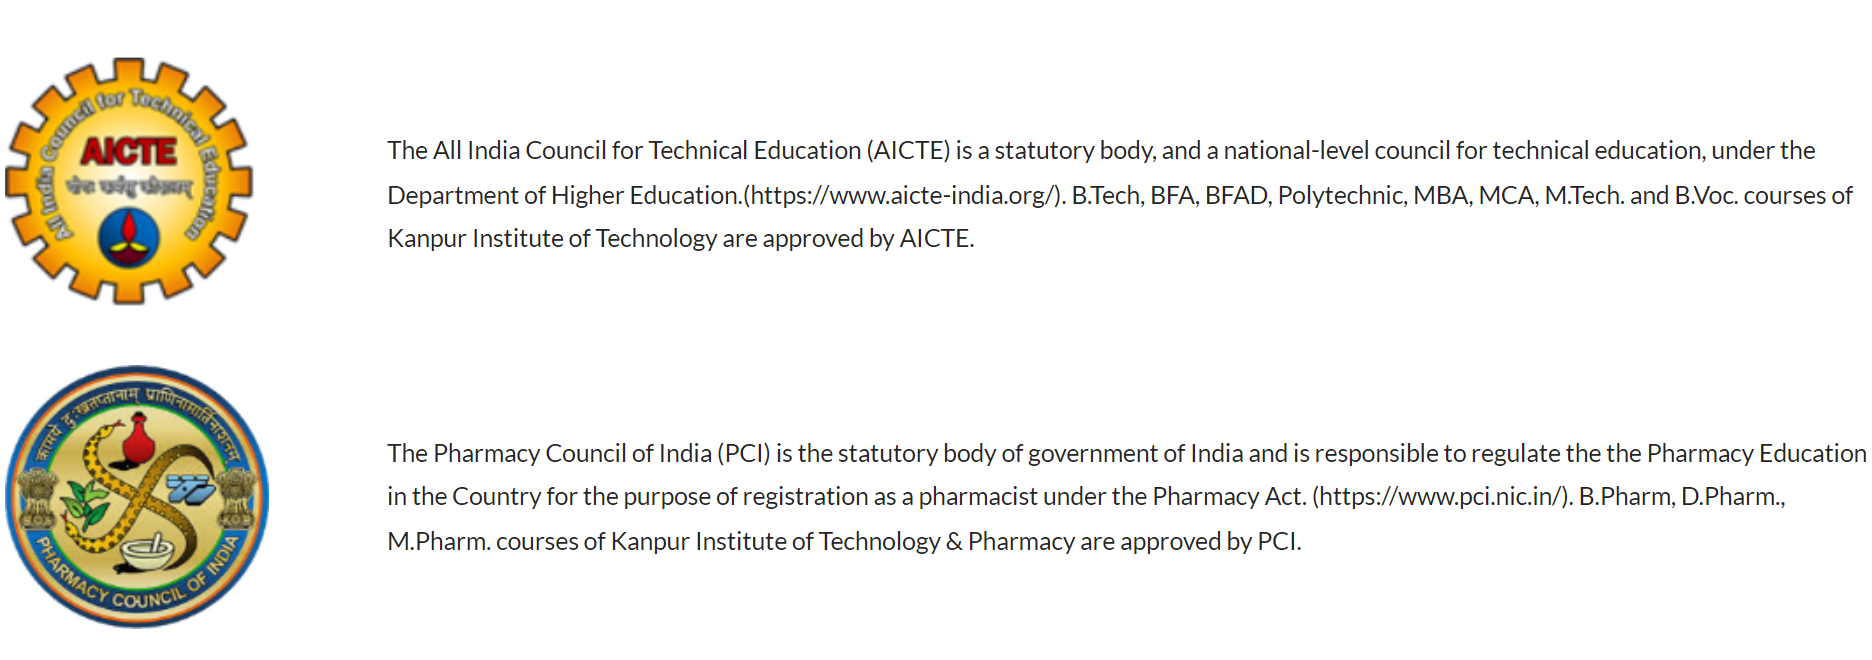 All India Council for Technical Education
AICTE
योगः कर्मसु कौशलम्
The All India Council for Technical Education (AICTE) is a statutory body, and a national-level council for technical education, under the
Department of Higher Education.(https://www.aicte-india.org/). B.Tech, BFA, BFAD, Polytechnic, MBA, MCA, M.Tech. and B.Voc. courses of
Kanpur Institute of Technology are approved by AICTE.
कामये दुःखतप्तानाम् प्राणिनामार्तिनाशनम्
PHARMACY COUNCIL OF INDIA
The Pharmacy Council of India (PCI) is the statutory body of government of India and is responsible to regulate the the Pharmacy Education
in the Country for the purpose of registration as a pharmacist under the Pharmacy Act. (https://www.pci.nic.in/). B.Pharm, D.Pharm.,
M.Pharm. courses of Kanpur Institute of Technology & Pharmacy are approved by PCI.